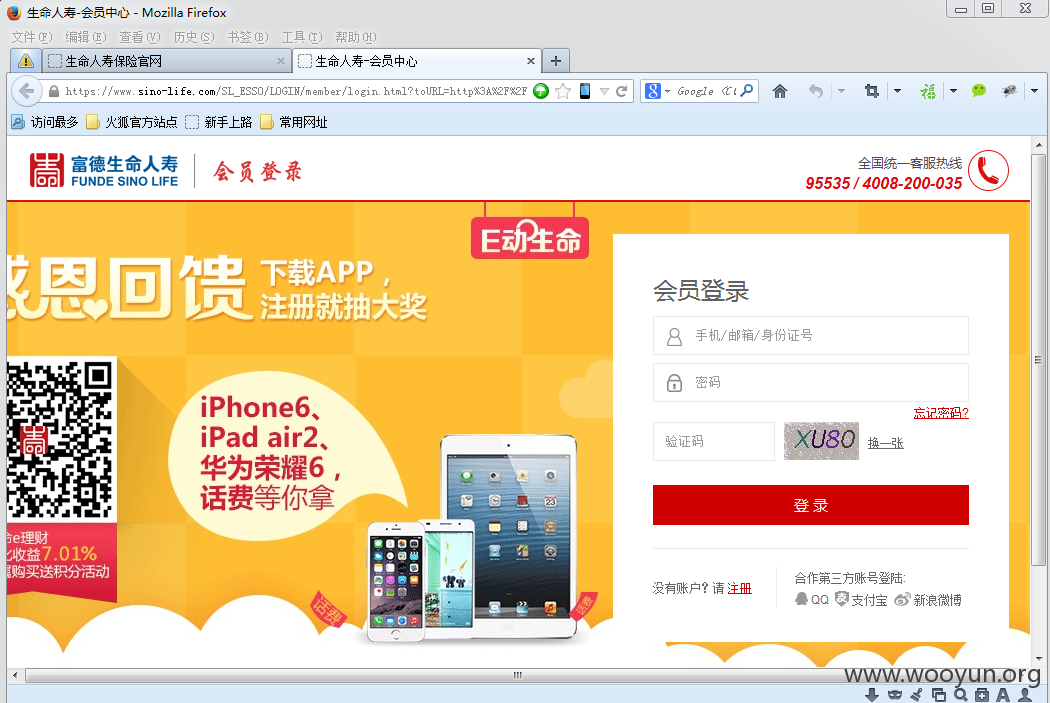 生命人寿-会员中心 - Mozilla Firefox
文件(F) 编辑(E) 查看(V) 历史(S) 书签(B) 工具(T) 帮助(H)
生命人寿保险官网 × 生命人寿-会员中心 × +
https://www.sino-life.com/SL_ESSO/LOGIN/member/login.html?toURL=http%3A%2F%2F
Google
福
访问最多 火狐官方站点 新手上路 常用网址
富德生命人寿
FUNDE SINO LIFE
会员登录
全国统一客服热线
95535 / 4008-200-035
E动生命
感恩回馈
下载APP，
注册就抽大奖
iPhone6、
iPad air2、
华为荣耀6，
话费等你拿
e理财
收益7.01%
购买送积分活动
话费
话费
会员登录
手机/邮箱/身份证号
密码
忘记密码?
验证码
XU8O
换一张
登录
没有账户? 请 注册
合作第三方账号登陆:
QQ 支付宝 新浪微博
www.wooyun.org